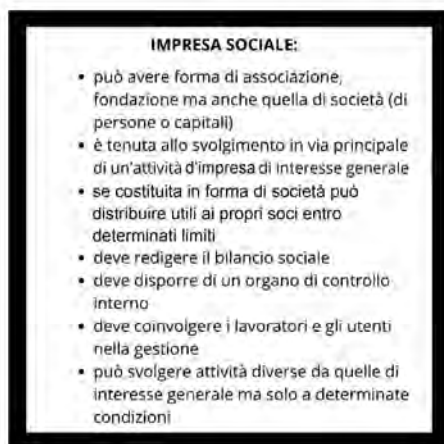 IMPRESA SOCIALE:
• può avere forma di associazione,
fondazione ma anche quella di società (di
persone o capitali)
• è tenuta allo svolgimento in via principale
di un'attività d'impresa di interesse generale
• se costituita in forma di società può
distribuire utili ai propri soci entro
determinati limiti
• deve redigere il bilancio sociale
• deve disporre di un organo di controllo
interno
• deve coinvolgere i lavoratori e gli utenti
nella gestione
• può svolgere attività diverse da quelle di
interesse generale ma solo a determinate
condizioni